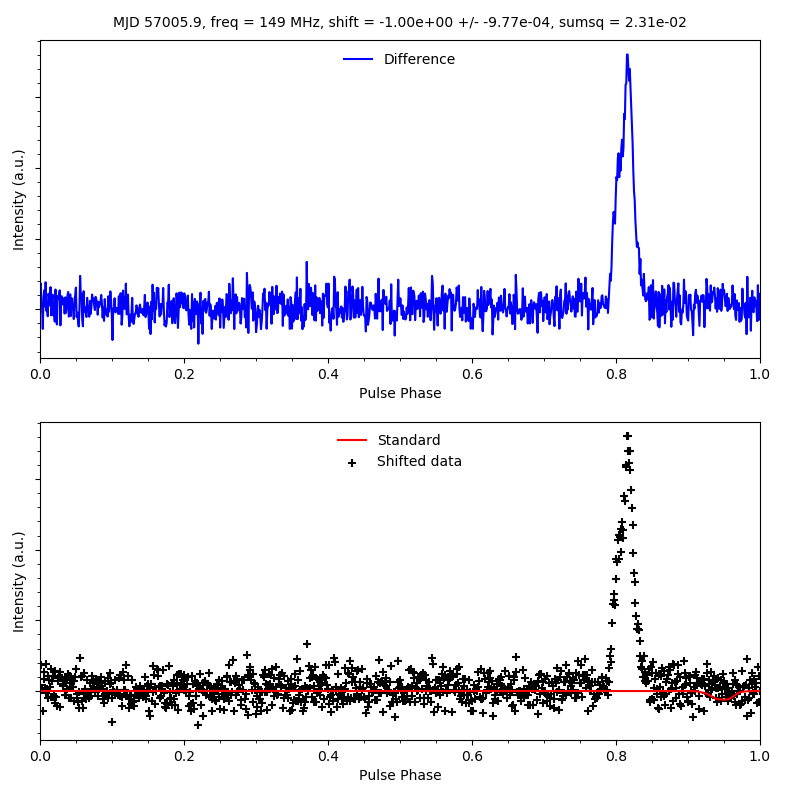 MJD 57005.9, freq = 149 MHz, shift = -1.00e+00 +/- -9.77e-04, sumsq = 2.31e-02
Difference
Intensity (a.u.)
0.0 0.2 0.4 0.6 0.8 1.0
Pulse Phase
Standard
Shifted data
Intensity (a.u.)
0.0 0.2 0.4 0.6 0.8 1.0
Pulse Phase